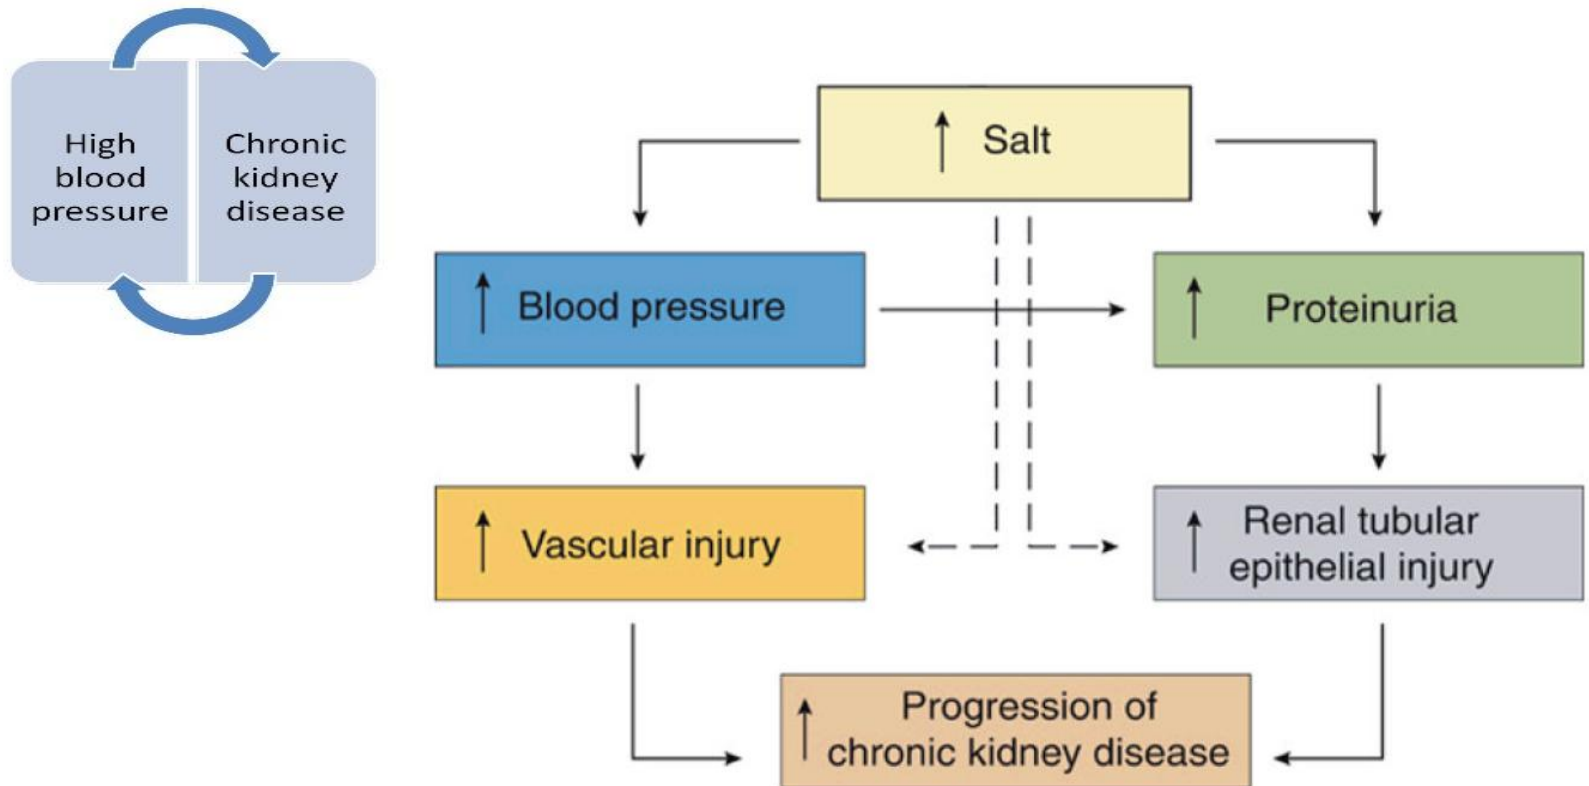 High
blood
pressure
Chronic
kidney
disease
↑ Salt
↑ Blood pressure
↑ Proteinuria
↑ Vascular injury
↑ Renal tubular
epithelial injury
↑ Progression of
chronic kidney disease